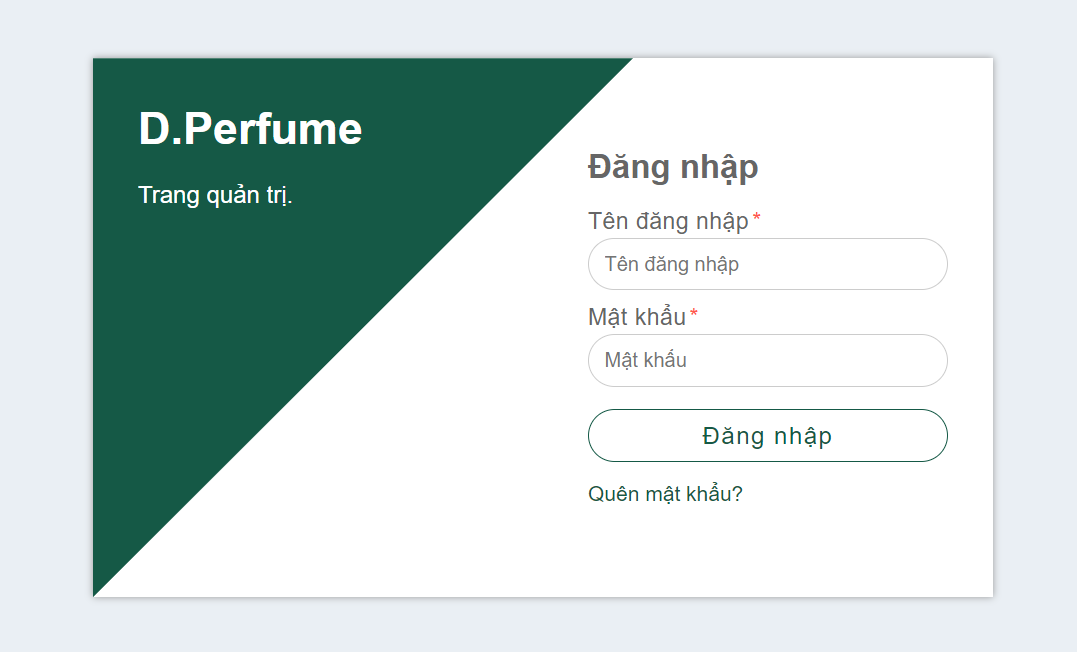 D.Perfume
Trang quản trị.
Đăng nhập
Tên đăng nhập*
Tên đăng nhập
Mật khẩu*
Mật khẩu
Đăng nhập
Quên mật khẩu?